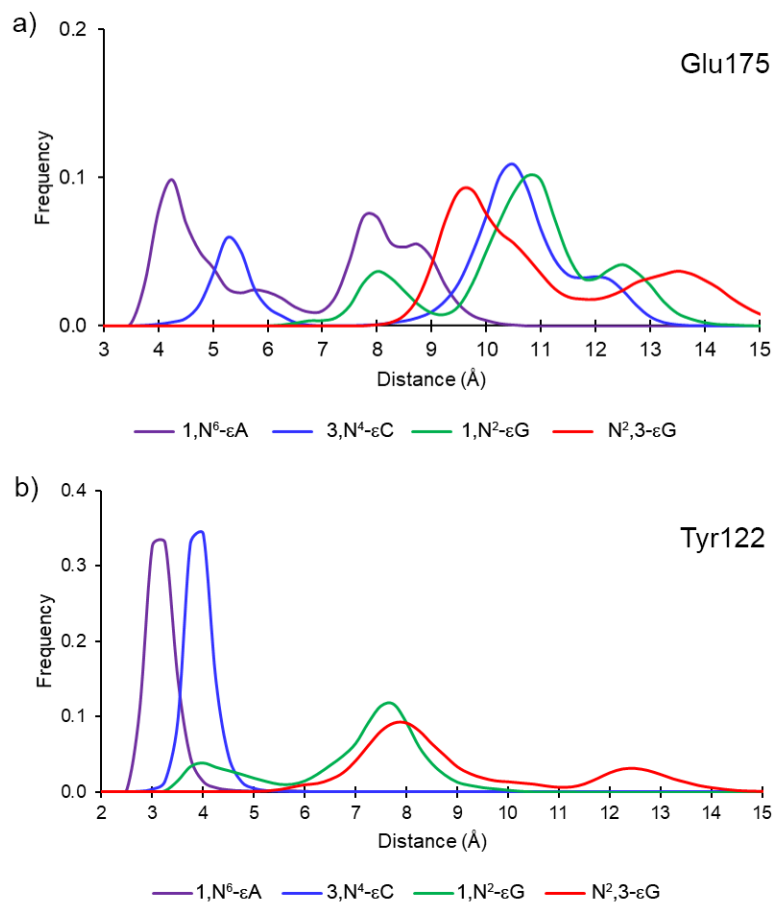 a)
Glu175
0.2
0.1
0.0
Frequency
3 4 5 6 7 8 9 10 11 12 13 14 15
Distance (Å)
1,N⁶-εA 3,N⁴-εC 1,N²-εG N²,3-εG
b)
Tyr122
0.4
0.3
0.2
0.1
0.0
Frequency
2 3 4 5 6 7 8 9 10 11 12 13 14 15
Distance (Å)
1,N⁶-εA 3,N⁴-εC 1,N²-εG N²,3-εG